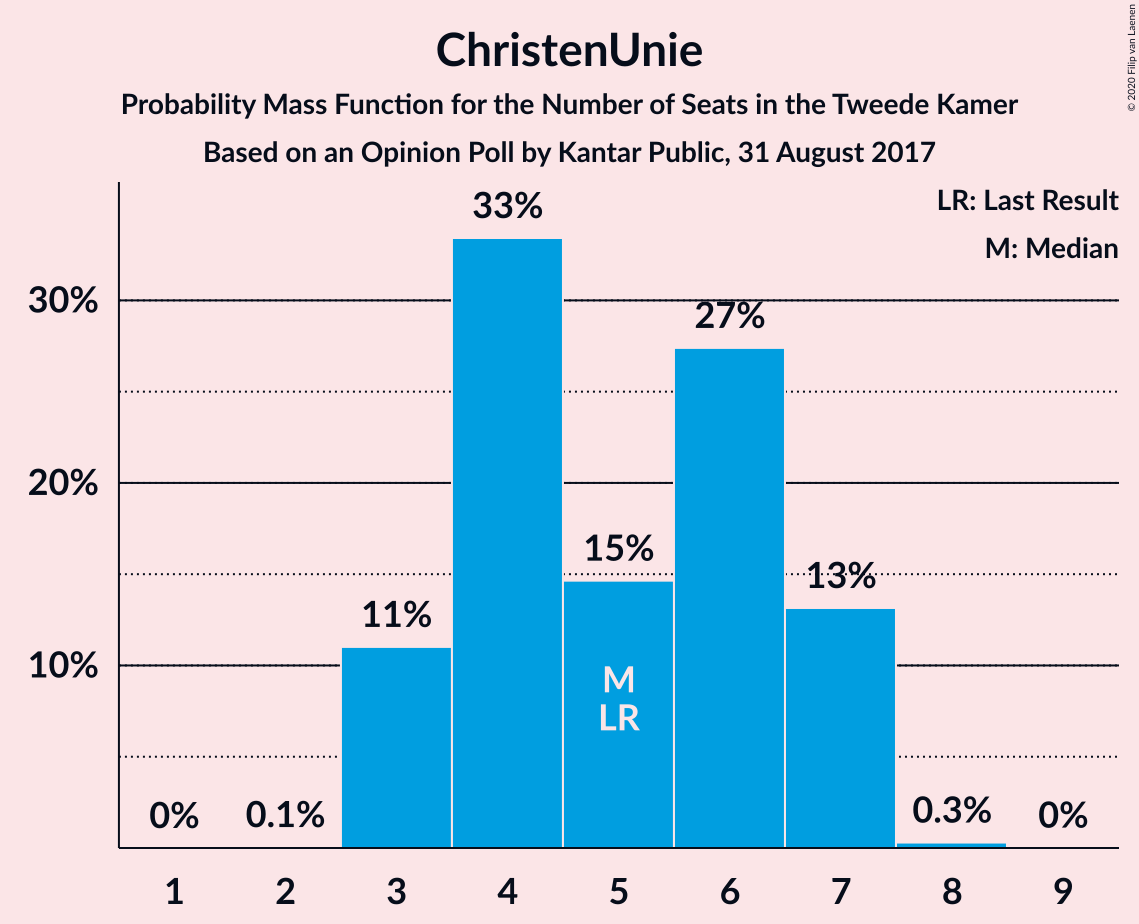 ChristenUnie
Probability Mass Function for the Number of Seats in the Tweede Kamer
Based on an Opinion Poll by Kantar Public, 31 August 2017
© 2020 Filip van Laenen
LR: Last Result
M: Median
30%
20%
10%
0%
0.1%
11%
33%
15%
27%
13%
0.3%
0%
M
LR
1 2 3 4 5 6 7 8 9